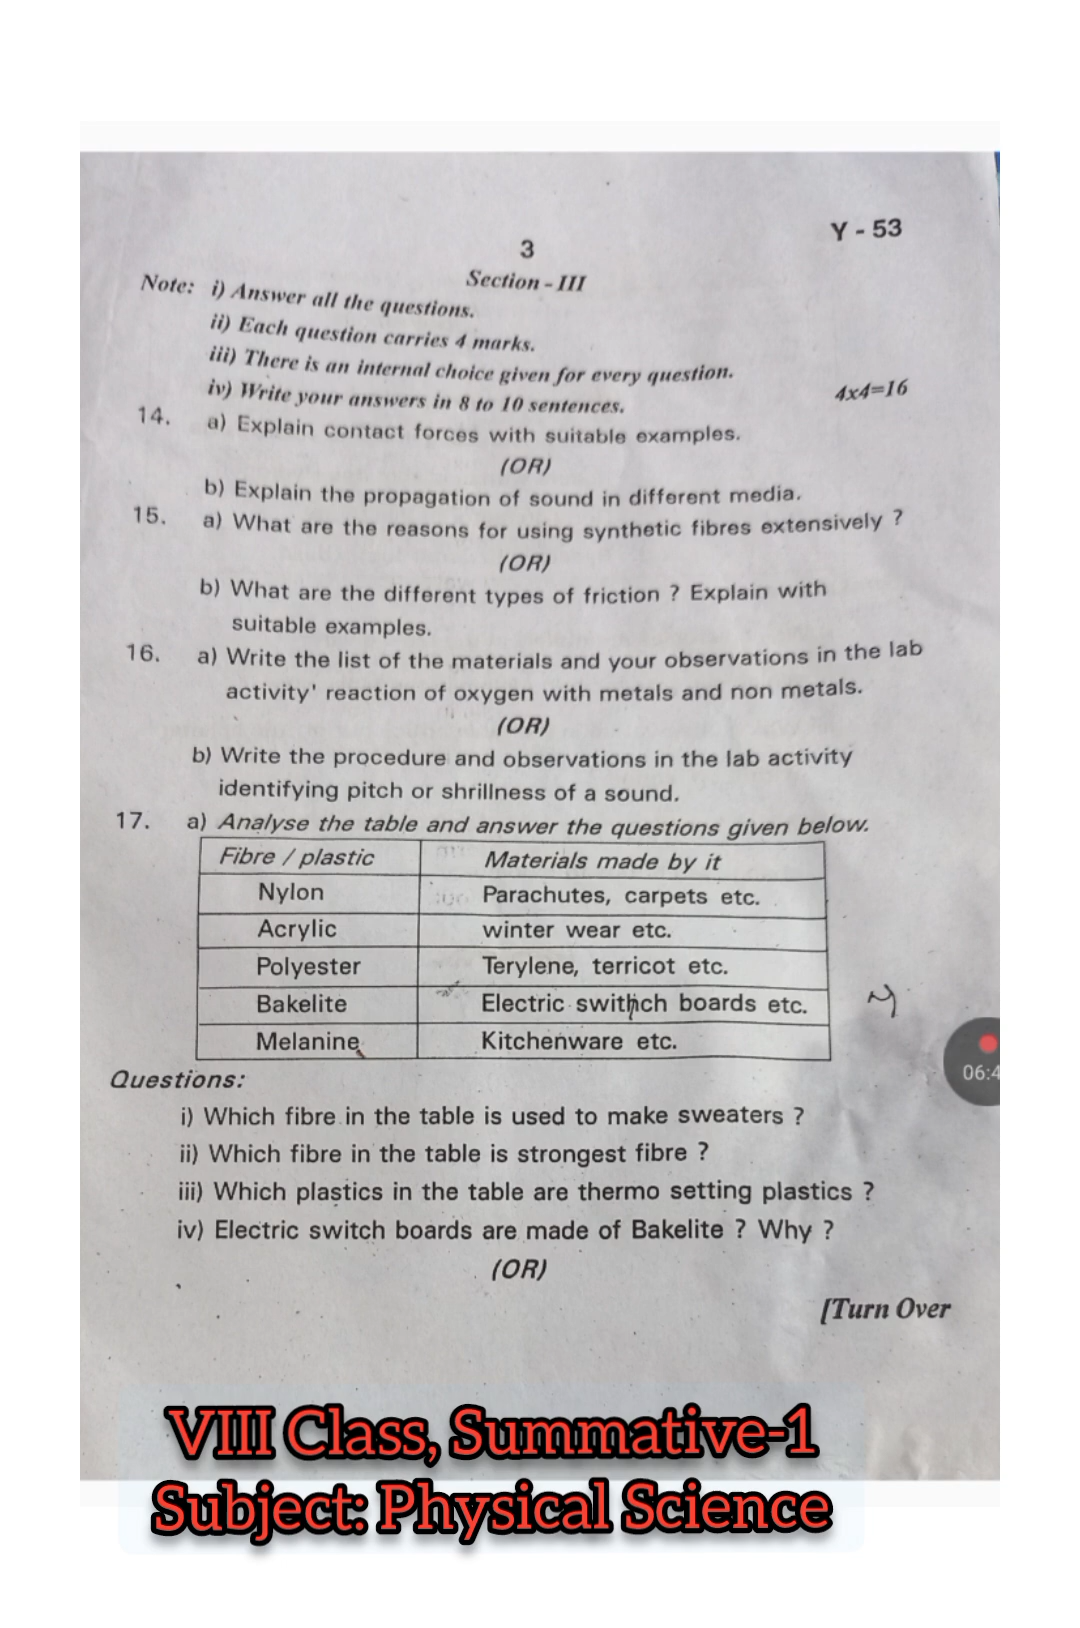 Y - 53
3
Section - III
Note: i) Answer all the questions.
ii) Each question carries 4 marks.
iii) There is an internal choice given for every question.
iv) Write your answers in 8 to 10 sentences.
4x4=16
14. a) Explain contact forces with suitable examples.
(OR)
b) Explain the propagation of sound in different media.
15. a) What are the reasons for using synthetic fibres extensively ?
(OR)
b) What are the different types of friction ? Explain with
suitable examples.
16. a) Write the list of the materials and your observations in the lab
activity' reaction of oxygen with metals and non metals.
(OR)
b) Write the procedure and observations in the lab activity
identifying pitch or shrillness of a sound.
17. a) Analyse the table and answer the questions given below.
Fibre / plastic Materials made by it
Nylon Parachutes, carpets etc.
Acrylic winter wear etc.
Polyester Terylene, terricot etc.
Bakelite Electric swithch boards etc.
Melanine Kitchenware etc.
06:4
Questions:
i) Which fibre in the table is used to make sweaters ?
ii) Which fibre in the table is strongest fibre ?
iii) Which plastics in the table are thermo setting plastics ?
iv) Electric switch boards are made of Bakelite ? Why ?
(OR)
[Turn Over
VIII Class, Summative-1
Subject: Physical Science